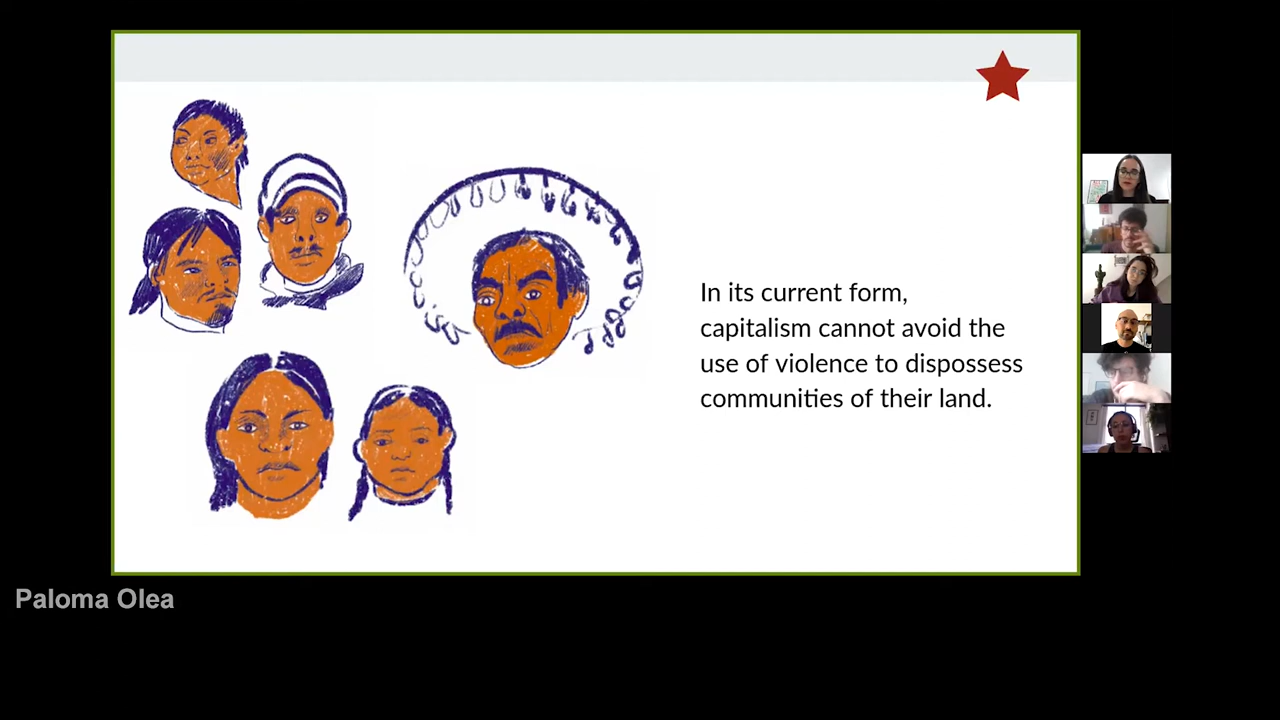 In its current form,
capitalism cannot avoid the
use of violence to dispossess
communities of their land.
Paloma Olea